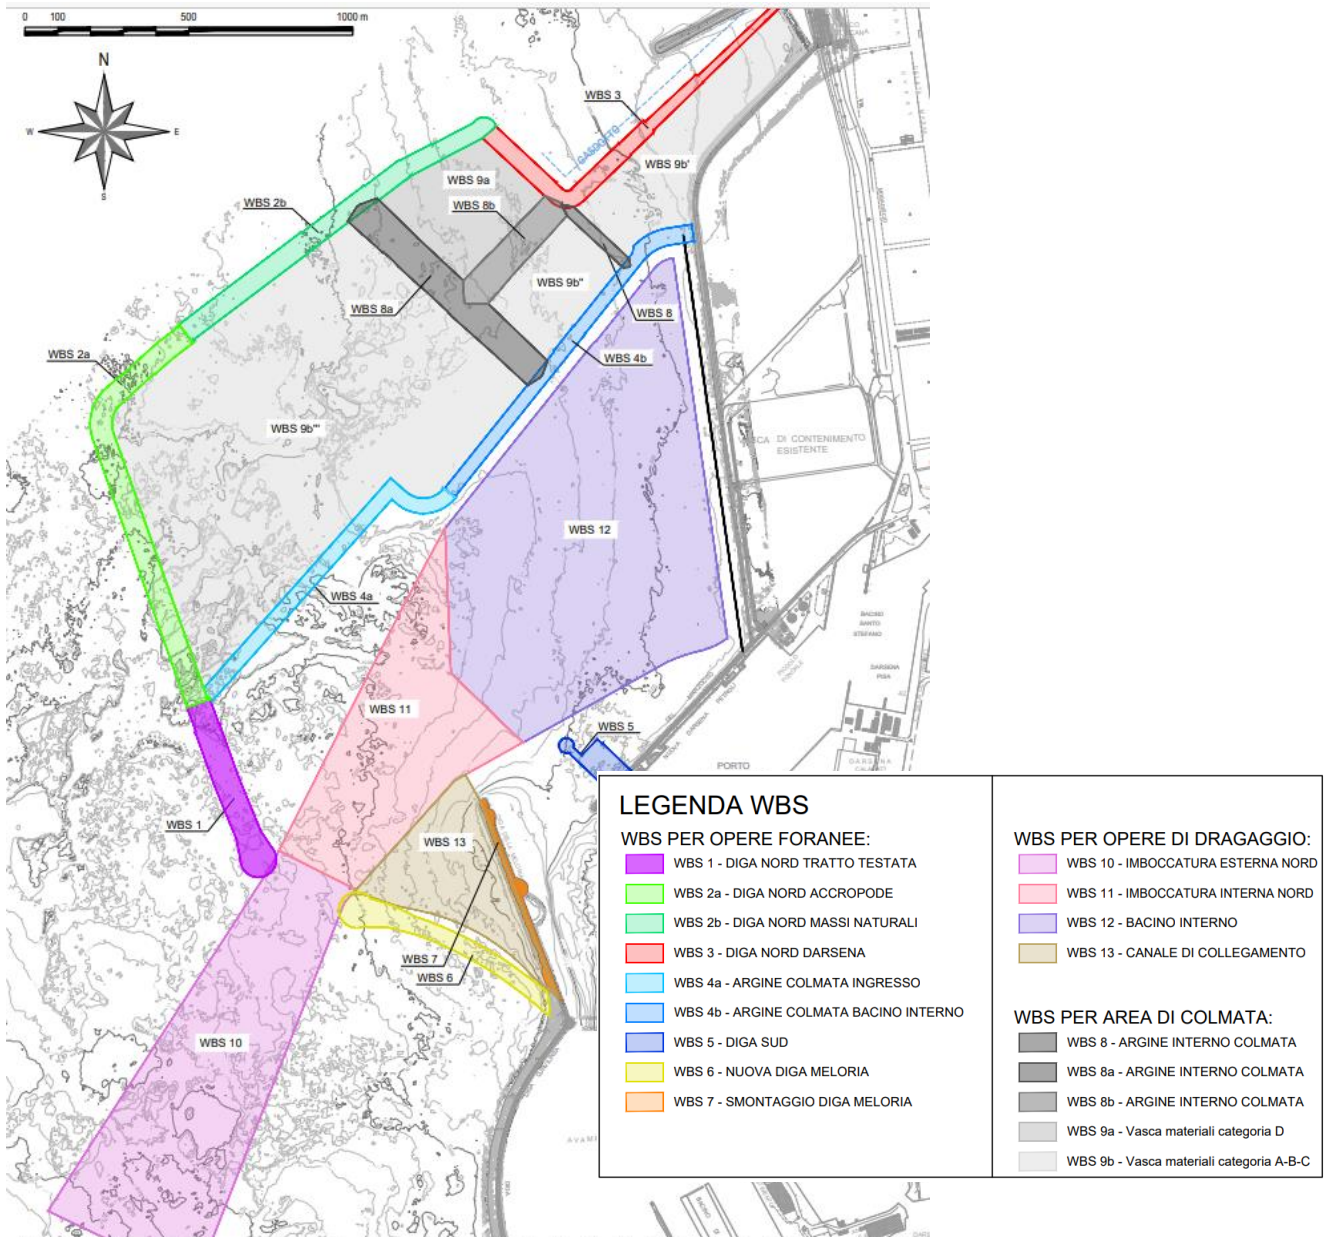 0 100 500 1000 m
N
W E
S
WBS 3
GASDOTTO
WBS 9b'
WBS 9a
WBS 2b
WBS 8b
WBS 9b"
WBS 8a
WBS 8
WBS 2a
WBS 4b
WBS 9b'"
VASCA DI CONTENIMENTO
ESISTENTE
WBS 12
WBS 4a
BACINO
SANTO
STEFANO
DARSENA
PISA
WBS 11
WBS 5
PORTO
WBS 1
WBS 13
WBS 7
WBS 6
WBS 10
LEGENDA WBS
WBS PER OPERE FORANEE:
WBS 1 - DIGA NORD TRATTO TESTATA
WBS 2a - DIGA NORD ACCROPODE
WBS 2b - DIGA NORD MASSI NATURALI
WBS 3 - DIGA NORD DARSENA
WBS 4a - ARGINE COLMATA INGRESSO
WBS 4b - ARGINE COLMATA BACINO INTERNO
WBS 5 - DIGA SUD
WBS 6 - NUOVA DIGA MELORIA
WBS 7 - SMONTAGGIO DIGA MELORIA
WBS PER OPERE DI DRAGAGGIO:
WBS 10 - IMBOCCATURA ESTERNA NORD
WBS 11 - IMBOCCATURA INTERNA NORD
WBS 12 - BACINO INTERNO
WBS 13 - CANALE DI COLLEGAMENTO
WBS PER AREA DI COLMATA:
WBS 8 - ARGINE INTERNO COLMATA
WBS 8a - ARGINE INTERNO COLMATA
WBS 8b - ARGINE INTERNO COLMATA
WBS 9a - Vasca materiali categoria D
WBS 9b - Vasca materiali categoria A-B-C